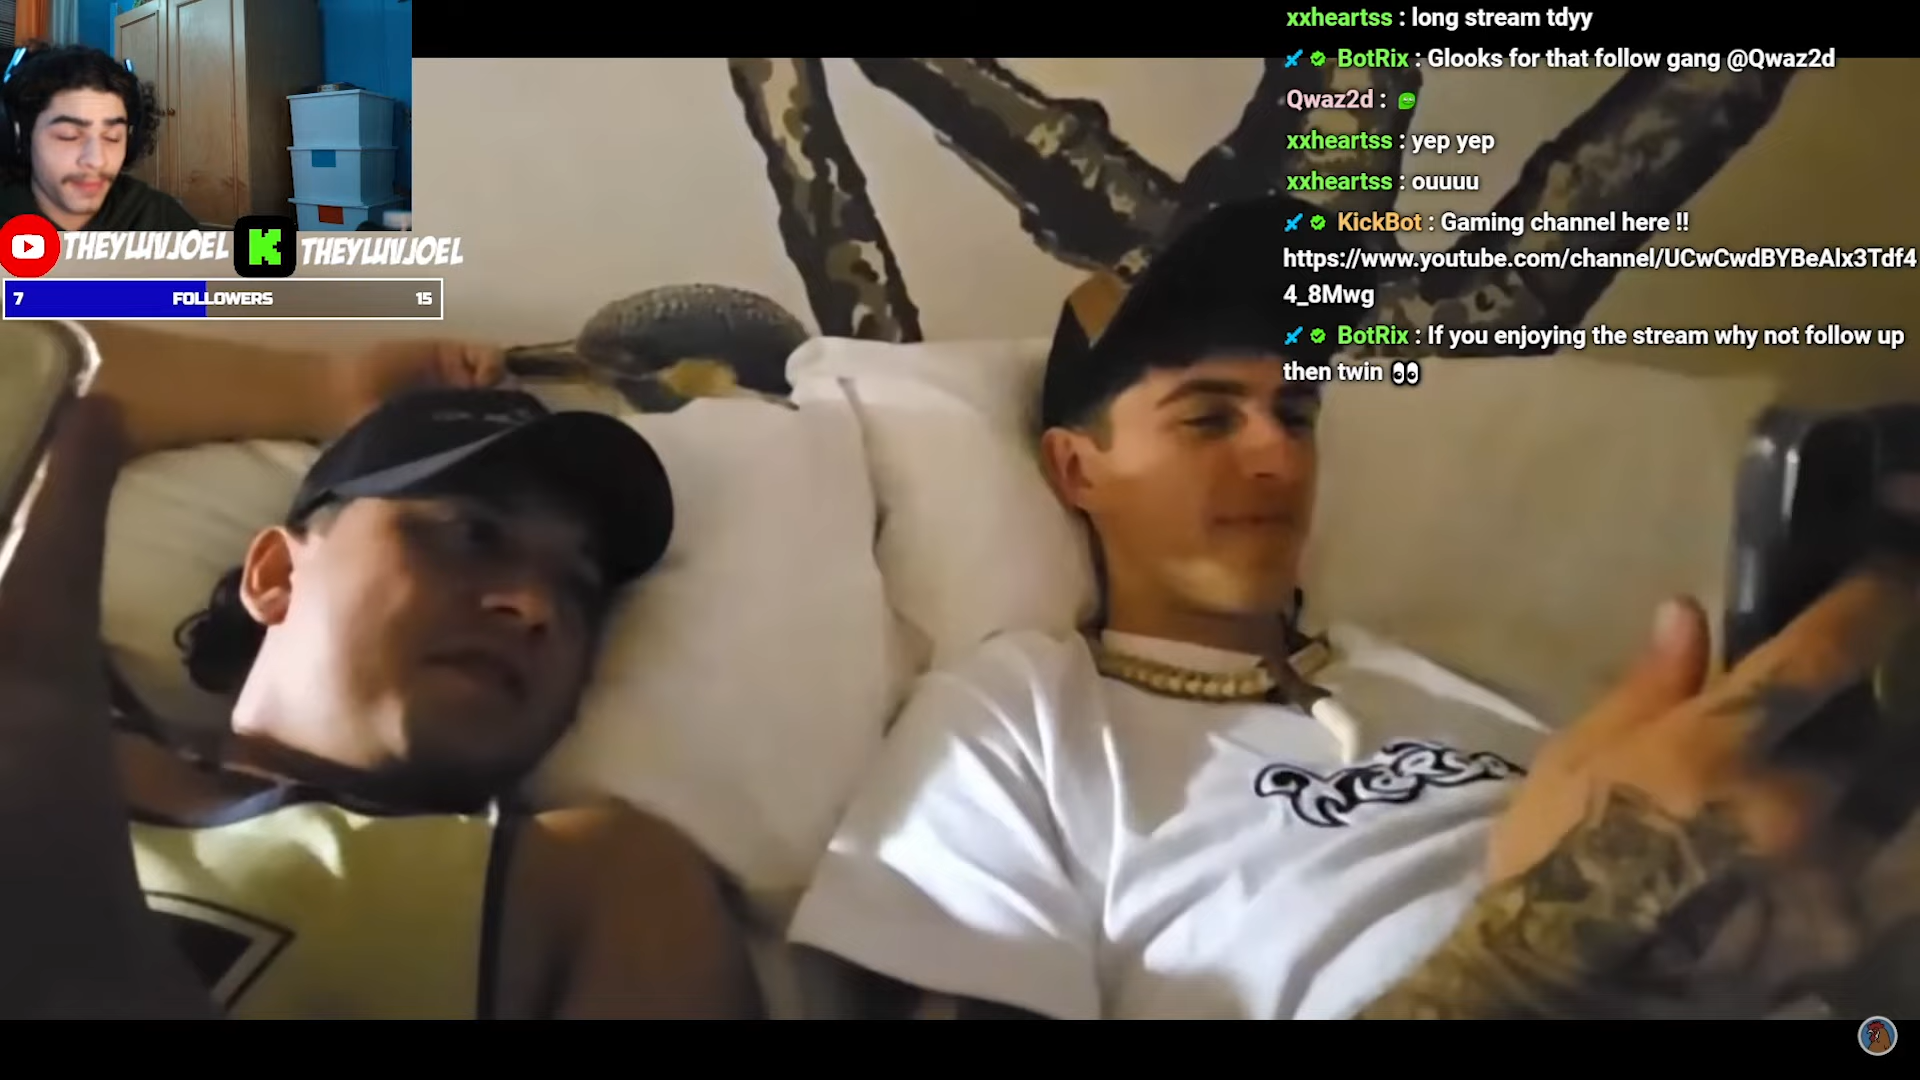 xxheartss : long stream tdyy
BotRix : Glooks for that follow gang @Qwaz2d
Qwaz2d :
xxheartss : yep yep
xxheartss : ouuuu
KickBot : Gaming channel here !!
https://www.youtube.com/channel/UCwCwdBYBeAlx3Tdf4
4_8Mwg
BotRix : If you enjoying the stream why not follow up
then twin 👀
THEYLUVJOEL
THEYLUVJOEL
7 FOLLOWERS 15